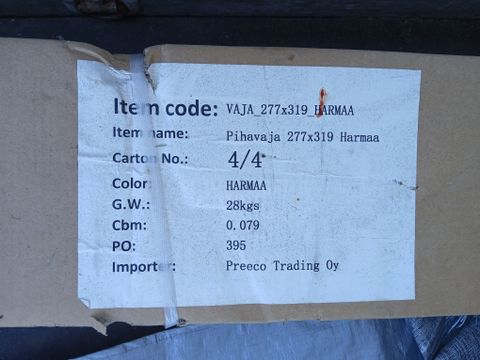 Item code: VAJA_277x319_HARMAA
Item name: Pihavaja 277x319 Harmaa
Carton No.: 4/4
Color: HARMAA
G.W.: 28kgs
Cbm: 0.079
PO: 395
Importer: Preeco Trading Oy